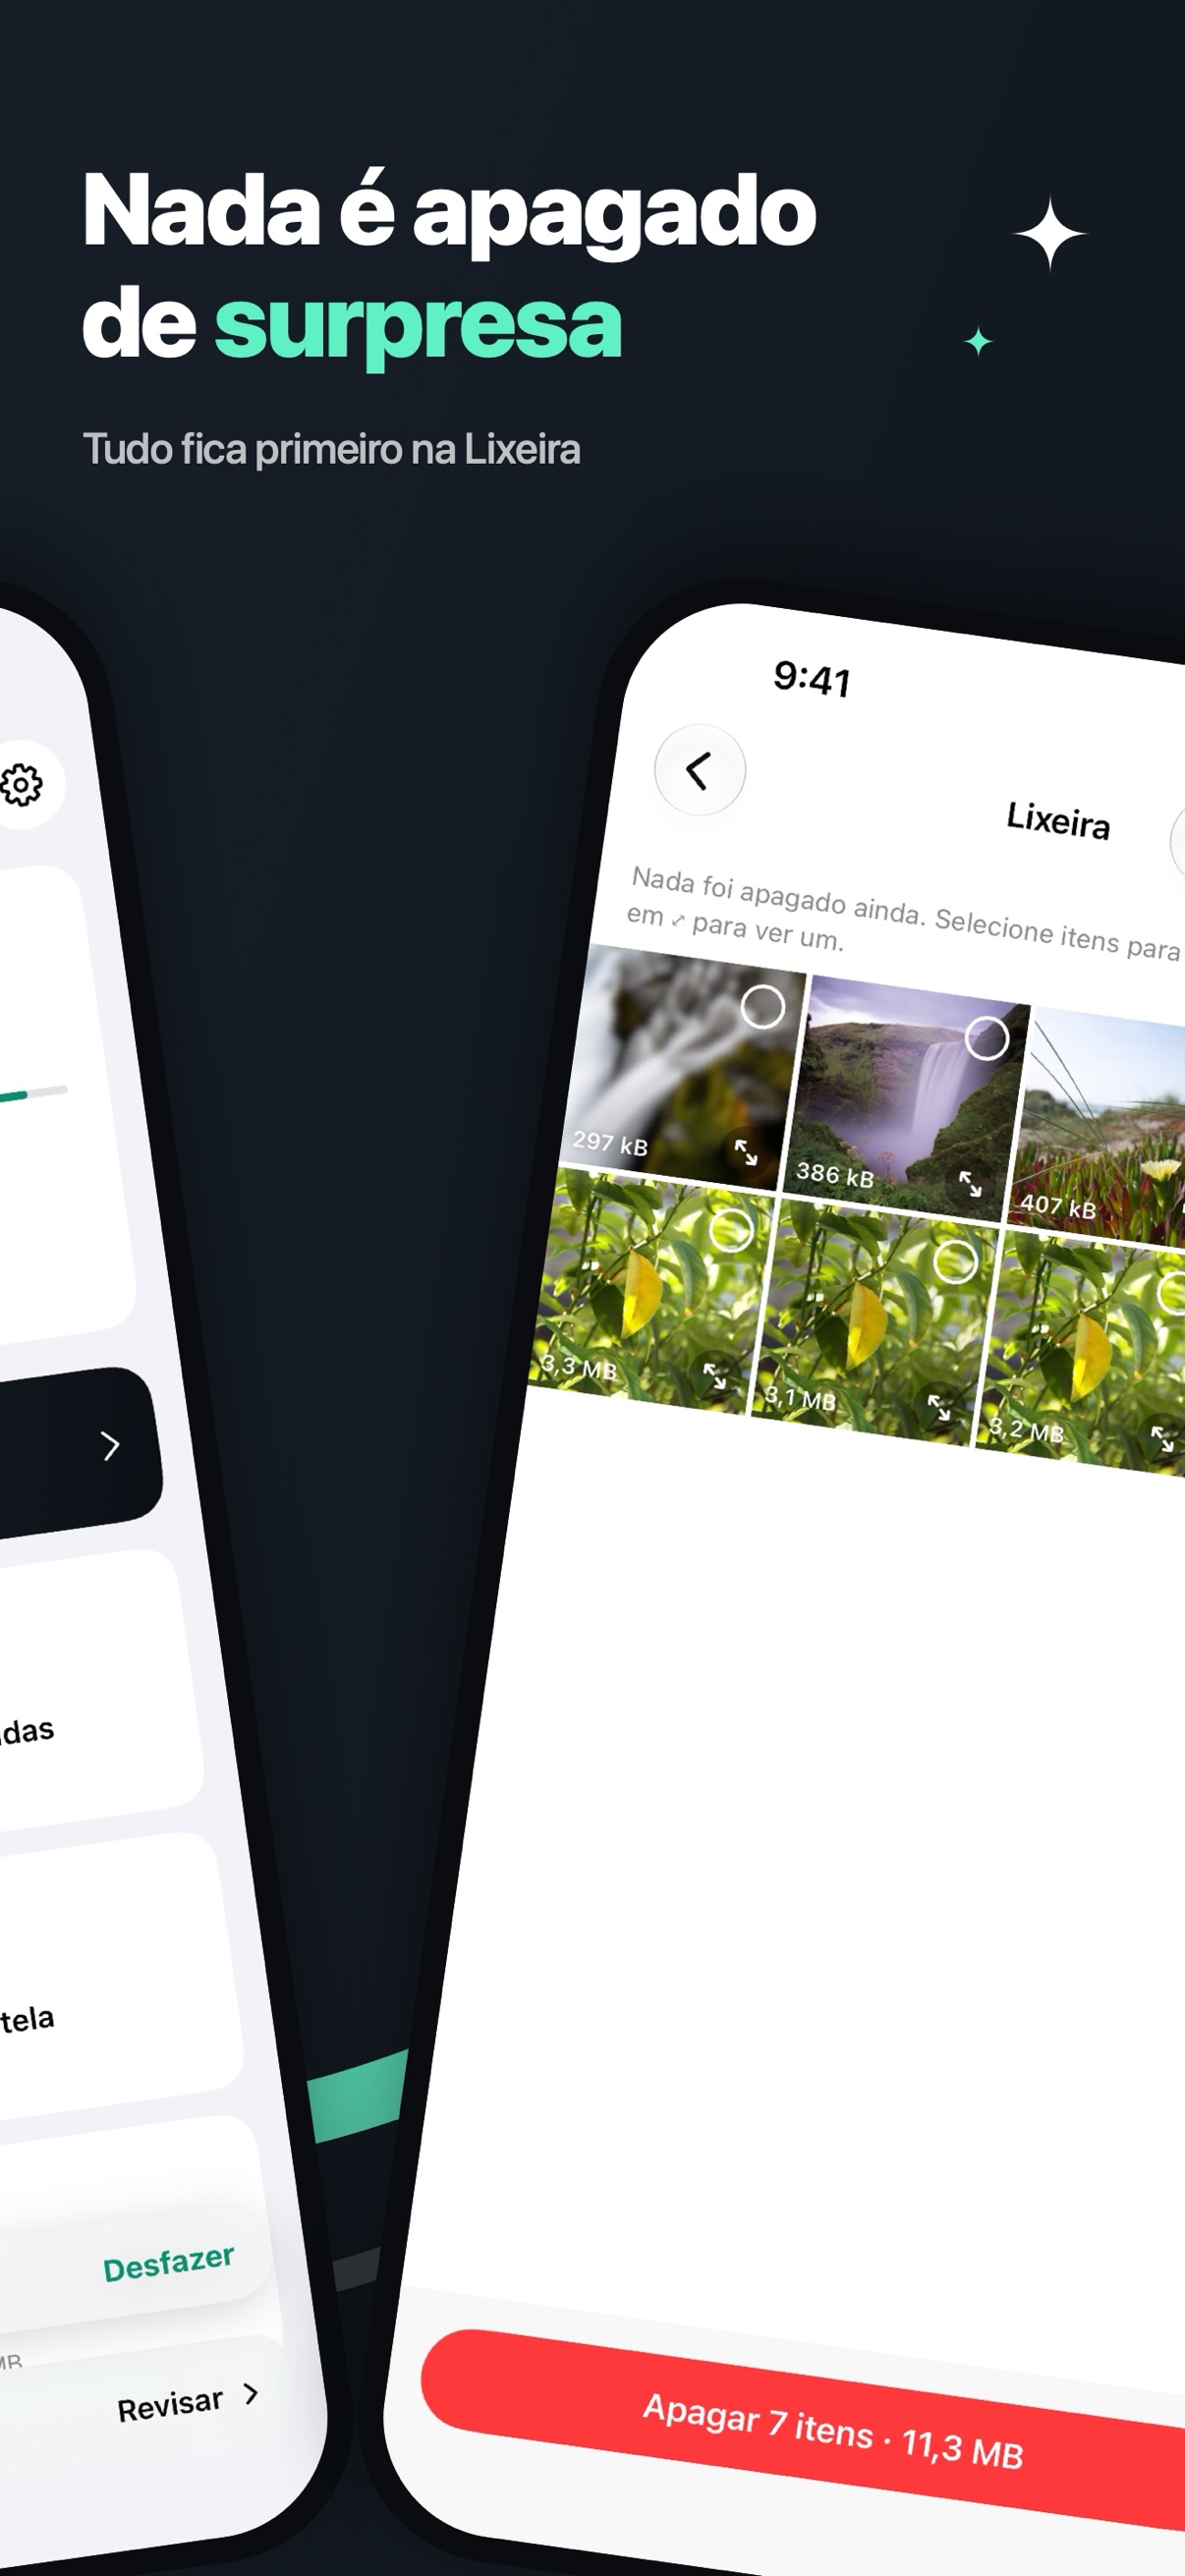 Nada é apagado
de surpresa
Tudo fica primeiro na Lixeira
9:41
Lixeira
Nada foi apagado ainda. Selecione itens para
em ⤢ para ver um.
297 kB
386 kB
407 kB
3,3 MB
3,1 MB
3,2 MB
das
tela
Desfazer
MB
Revisar
Apagar 7 itens · 11,3 MB